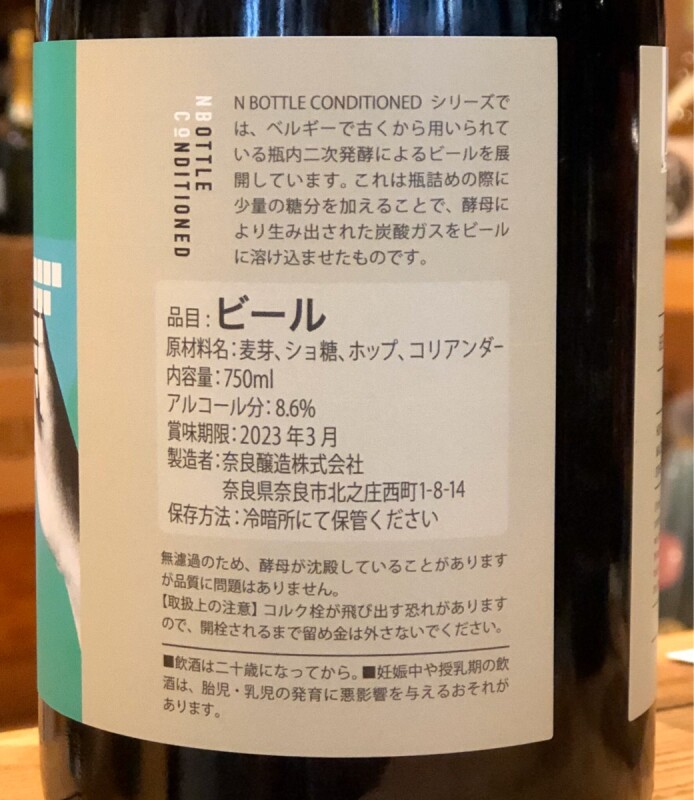 N BOTTLE
CoNDITIONED
N BOTTLE CONDITIONED シリーズで
は、ベルギーで古くから用いられて
いる瓶内二次発酵によるビールを展
開しています。これは瓶詰めの際に
少量の糖分を加えることで、酵母に
より生み出された炭酸ガスをビール
に溶け込ませたものです。
品目：ビール
原材料名：麦芽、ショ糖、ホップ、コリアンダー
内容量：750ml
アルコール分：8.6%
賞味期限：2023 年3 月
製造者：奈良醸造株式会社
奈良県奈良市北之庄西町1-8-14
保存方法：冷暗所にて保管ください
無濾過のため、酵母が沈殿していることがあります
が品質に問題はありません。
【取扱上の注意】コルク栓が飛び出す恐れがあります
ので、開栓されるまで留め金は外さないでください。
■飲酒は二十歳になってから。■妊娠中や授乳期の飲
酒は、胎児・乳児の発育に悪影響を与えるおそれが
あります。